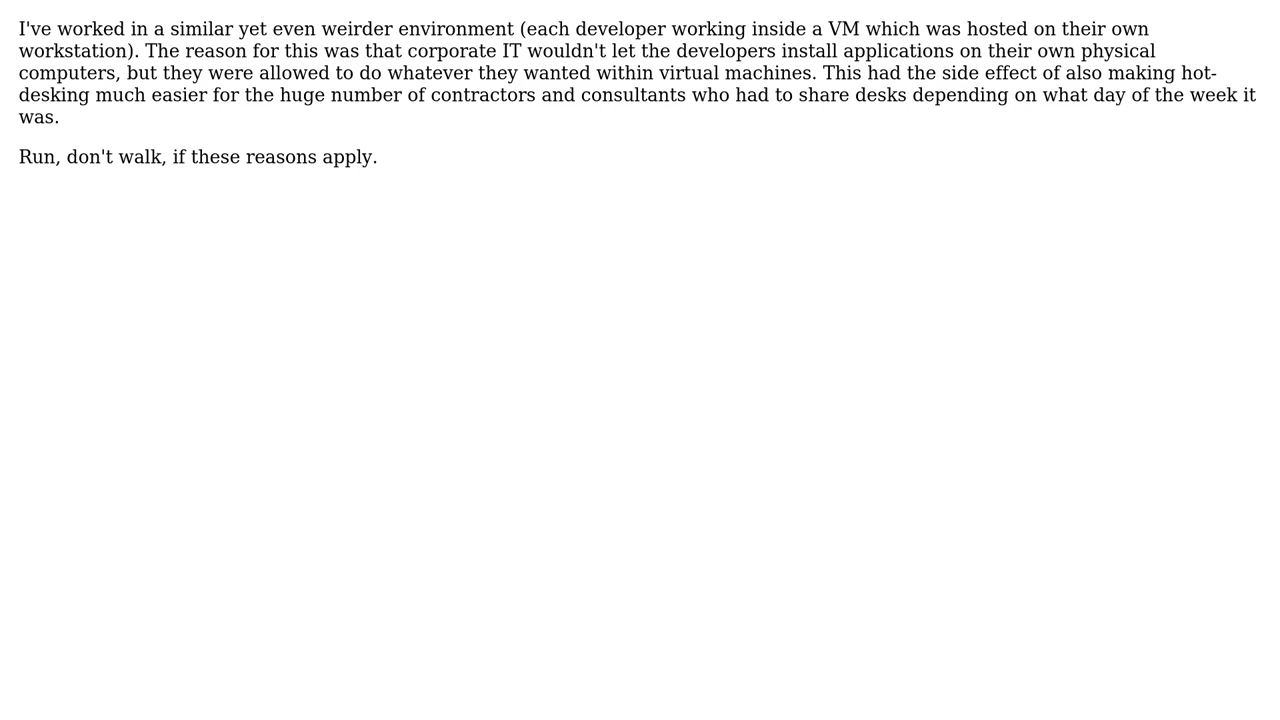 I've worked in a similar yet even weirder environment (each developer working inside a VM which was hosted on their own
workstation). The reason for this was that corporate IT wouldn't let the developers install applications on their own physical
computers, but they were allowed to do whatever they wanted within virtual machines. This had the side effect of also making hot-
desking much easier for the huge number of contractors and consultants who had to share desks depending on what day of the week it
was.
Run, don't walk, if these reasons apply.